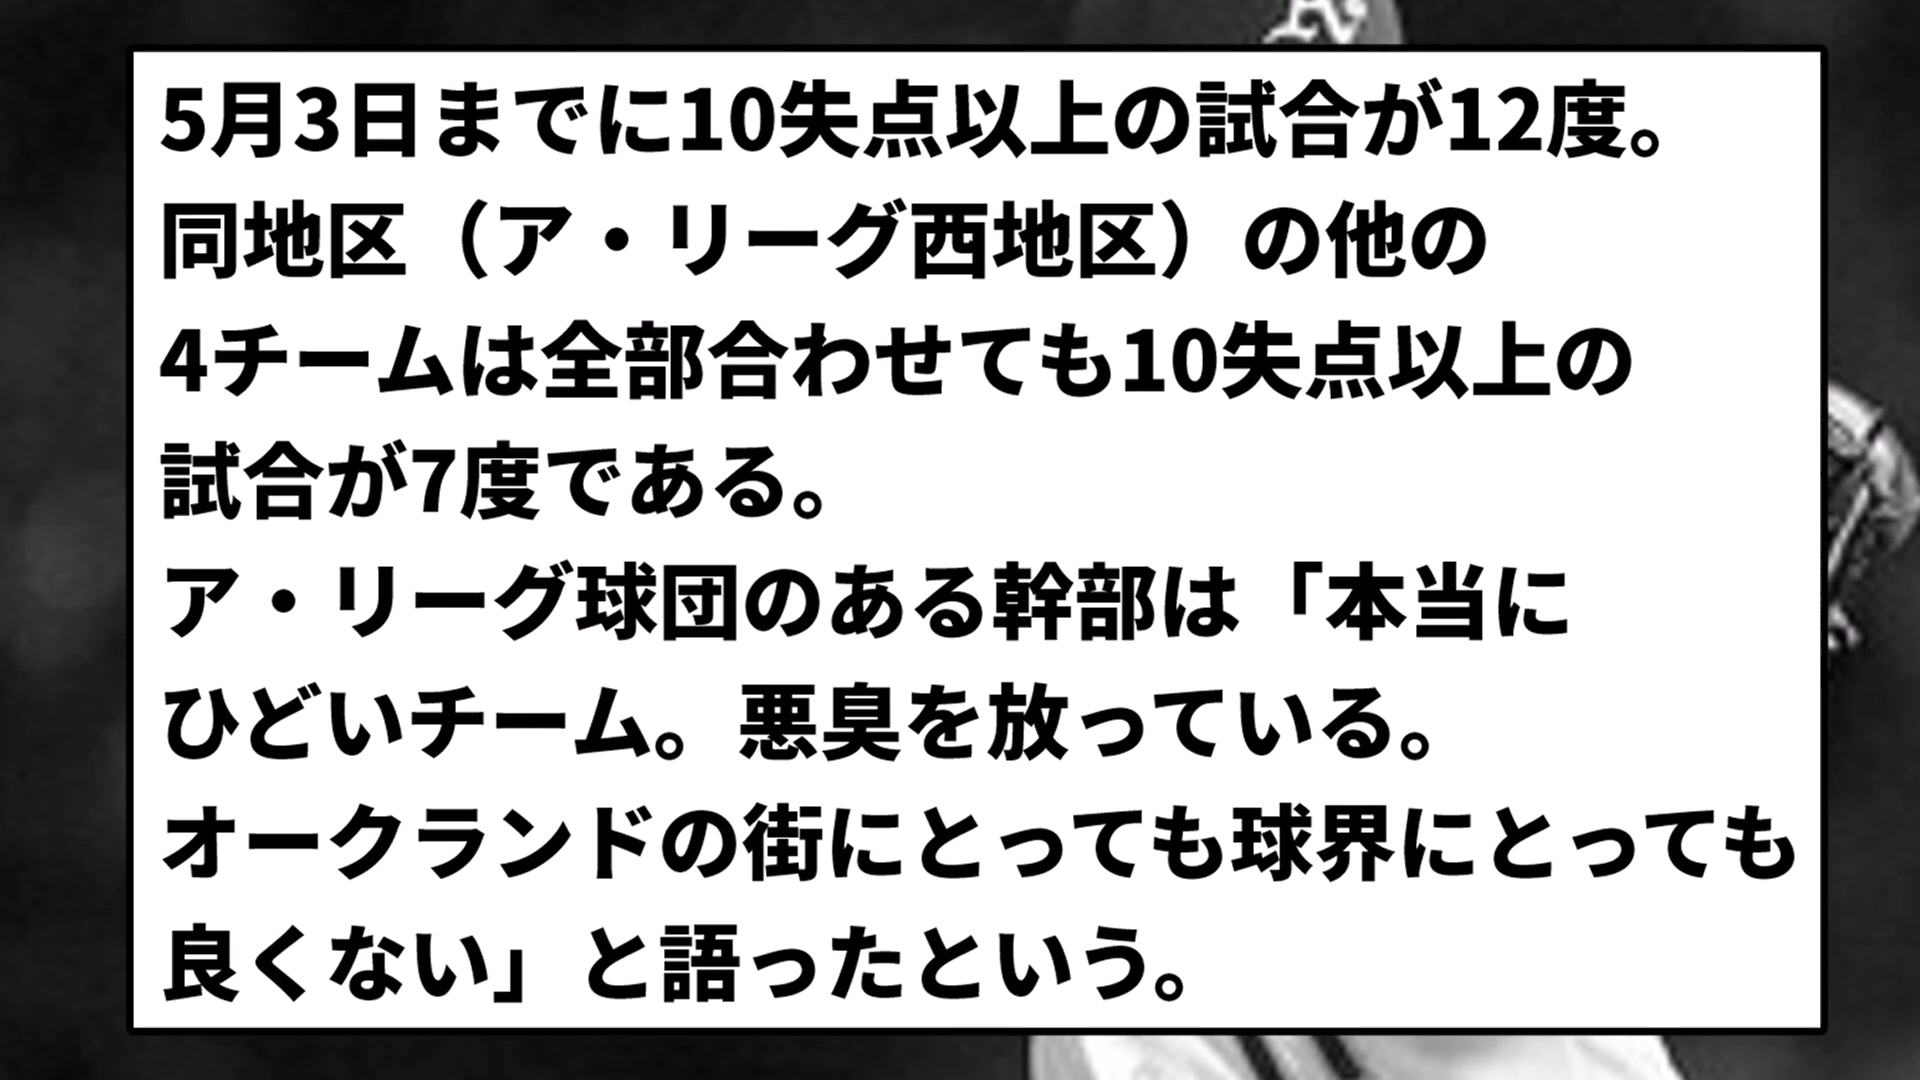 5月3日までに10失点以上の試合が12度。
同地区（ア・リーグ西地区）の他の
4チームは全部合わせても10失点以上の
試合が7度である。
ア・リーグ球団のある幹部は「本当に
ひどいチーム。悪臭を放っている。
オークランドの街にとっても球界にとっても
良くない」と語ったという。